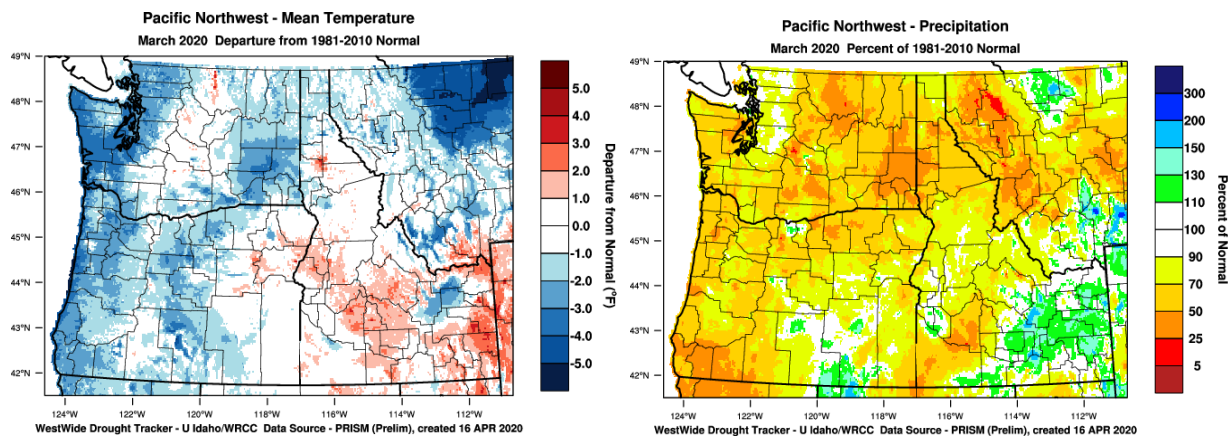 Pacific Northwest - Mean Temperature
March 2020 Departure from 1981-2010 Normal
49°N
48°N
47°N
46°N
45°N
44°N
43°N
42°N
124°W 122°W 120°W 118°W 116°W 114°W 112°W
5.0
4.0
3.0
2.0
1.0
0.0
-1.0
-2.0
-3.0
-4.0
-5.0
Departure from Normal (°F)
WestWide Drought Tracker - U Idaho/WRCC Data Source - PRISM (Prelim), created 16 APR 2020
Pacific Northwest - Precipitation
March 2020 Percent of 1981-2010 Normal
49°N
48°N
47°N
46°N
45°N
44°N
43°N
42°N
124°W 122°W 120°W 118°W 116°W 114°W 112°W
300
200
150
130
110
100
90
70
50
25
5
Percent of Normal
WestWide Drought Tracker - U Idaho/WRCC Data Source - PRISM (Prelim), created 16 APR 2020